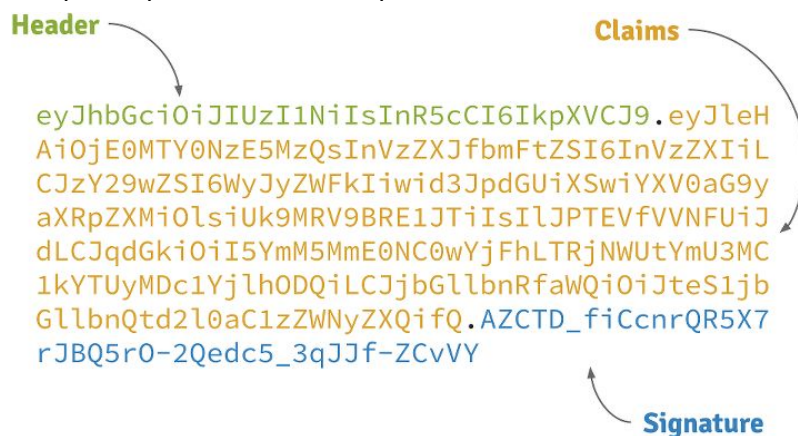 Header
Claims
eyJhbGciOiJIUzI1NiIsInR5cCI6IkpXVCJ9.eyJleH
AiOjE0MTY0NzE5MzQsInVzZXJfbmFtZSI6InVzZXIiL
CJzY29wZSI6WyJyZWFkIiwid3JpdGUiXSwiYXV0aG9y
aXRpZXMiOlsiUk9MRV9BRE1JTiIsIlJPTEVfVVNFUiJ
dLCJqdGkiOiI5YmM5MmE0NC0wYjFhLTRjNWUtYmU3MC
1kYTUyMDc1YjlhODQiLCJjbGllbnRfaWQiOiJteS1jb
GllbnQtd2l0aC1zZWNyZXQifQ.AZCTD_fiCcnrQR5X7
rJBQ5rO-2Qedc5_3qJJf-ZCvVY
Signature